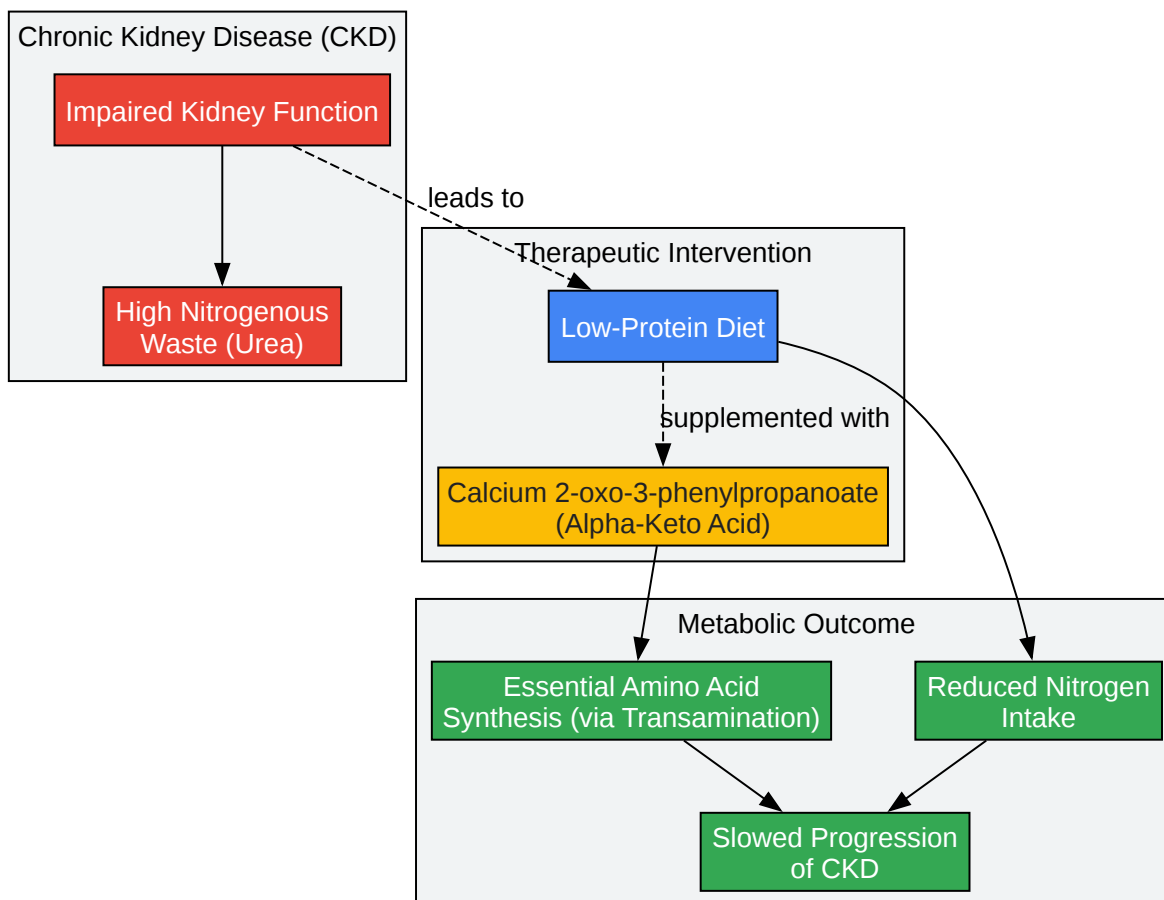 Chronic Kidney Disease (CKD)
Impaired Kidney Function
leads to
Therapeutic Intervention
High Nitrogenous
Waste (Urea)
Low-Protein Diet
supplemented with
Calcium 2-oxo-3-phenylpropanoate
(Alpha-Keto Acid)
Metabolic Outcome
Essential Amino Acid
Synthesis (via Transamination)
Reduced Nitrogen
Intake
Slowed Progression
of CKD